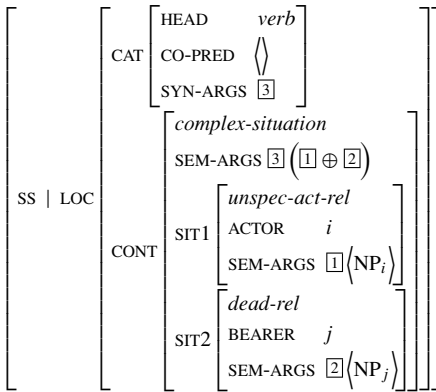 HEAD verb
CAT CO-PRED ⟨⟩
SYN-ARGS 3
complex-situation
SEM-ARGS 3 (1 ⊕ 2)
SS | LOC
unspec-act-rel
SIT1 ACTOR i
SEM-ARGS 1 ⟨NPi⟩
CONT
dead-rel
SIT2 BEARER j
SEM-ARGS 2 ⟨NPj⟩